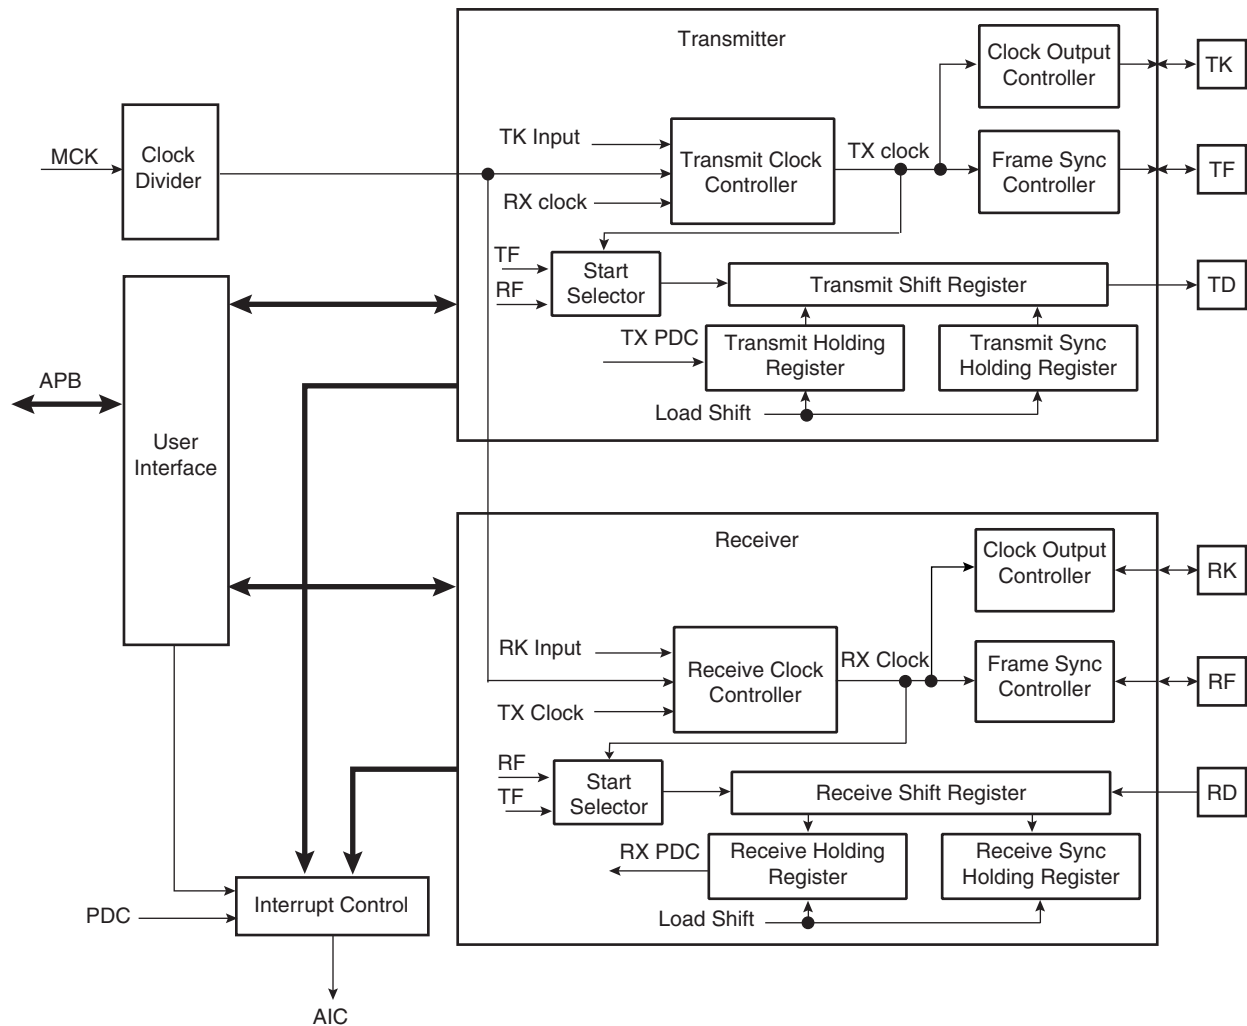 Transmitter
Clock Output
Controller
TK
MCK
Clock
Divider
TK Input
RX clock
Transmit Clock
Controller
TX clock
Frame Sync
Controller
TF
TF
RF
Start
Selector
Transmit Shift Register
TD
TX PDC
Transmit Holding
Register
Transmit Sync
Holding Register
Load Shift
APB
User
Interface
Receiver
Clock Output
Controller
RK
RK Input
TX Clock
Receive Clock
Controller
RX Clock
Frame Sync
Controller
RF
RF
TF
Start
Selector
Receive Shift Register
RD
RX PDC
Receive Holding
Register
Receive Sync
Holding Register
Load Shift
PDC
Interrupt Control
AIC